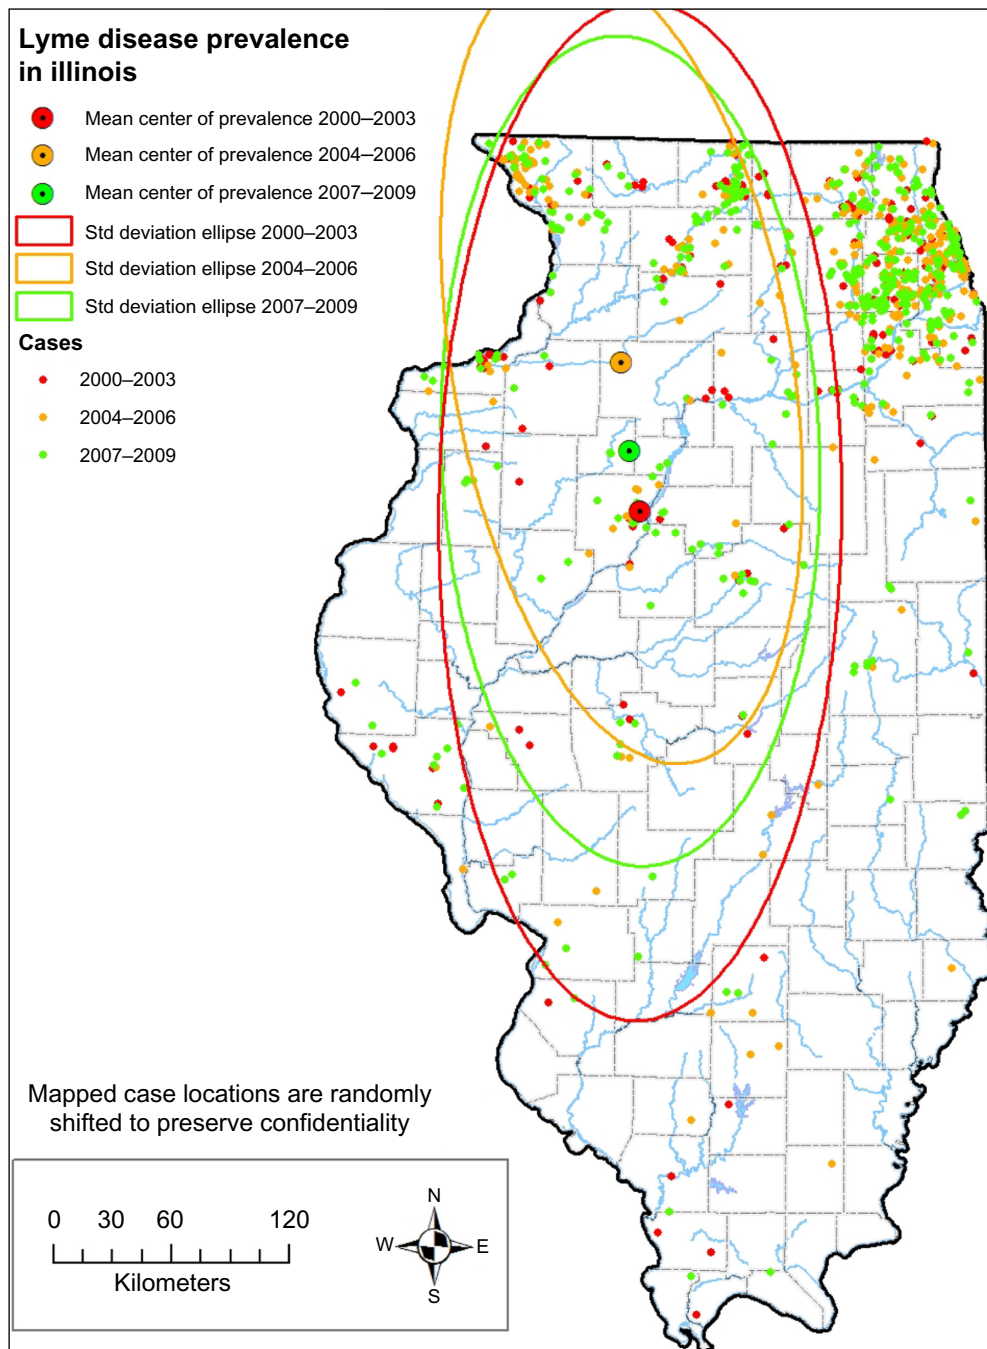 Lyme disease prevalence
in illinois
Mean center of prevalence 2000–2003
Mean center of prevalence 2004–2006
Mean center of prevalence 2007–2009
Std deviation ellipse 2000–2003
Std deviation ellipse 2004–2006
Std deviation ellipse 2007–2009
Cases
2000–2003
2004–2006
2007–2009
Mapped case locations are randomly
shifted to preserve confidentiality
0 30 60 120
Kilometers
N
W E
S